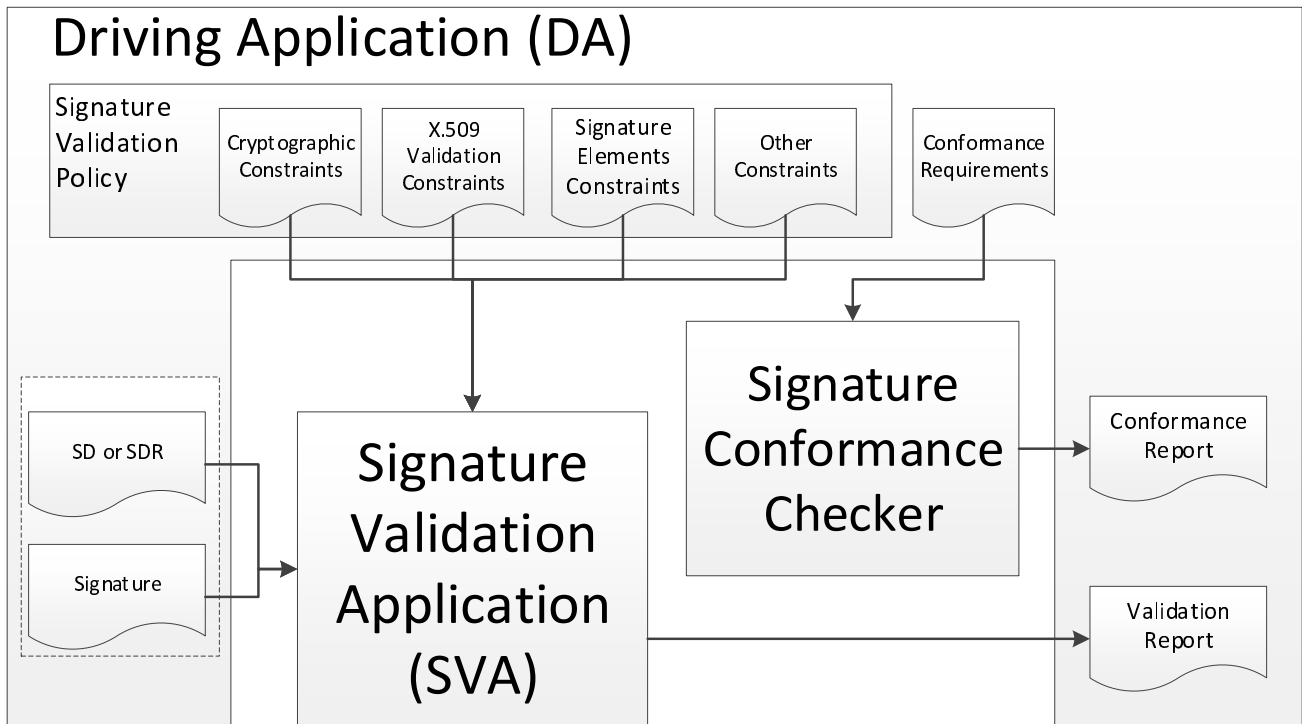 Driving Application (DA)
Signature
Validation
Policy
Cryptographic
Constraints
X.509
Validation
Constraints
Signature
Elements
Constraints
Other
Constraints
Conformance
Requirements
SD or SDR
Signature
Signature
Validation
Application
(SVA)
Signature
Conformance
Checker
Conformance
Report
Validation
Report